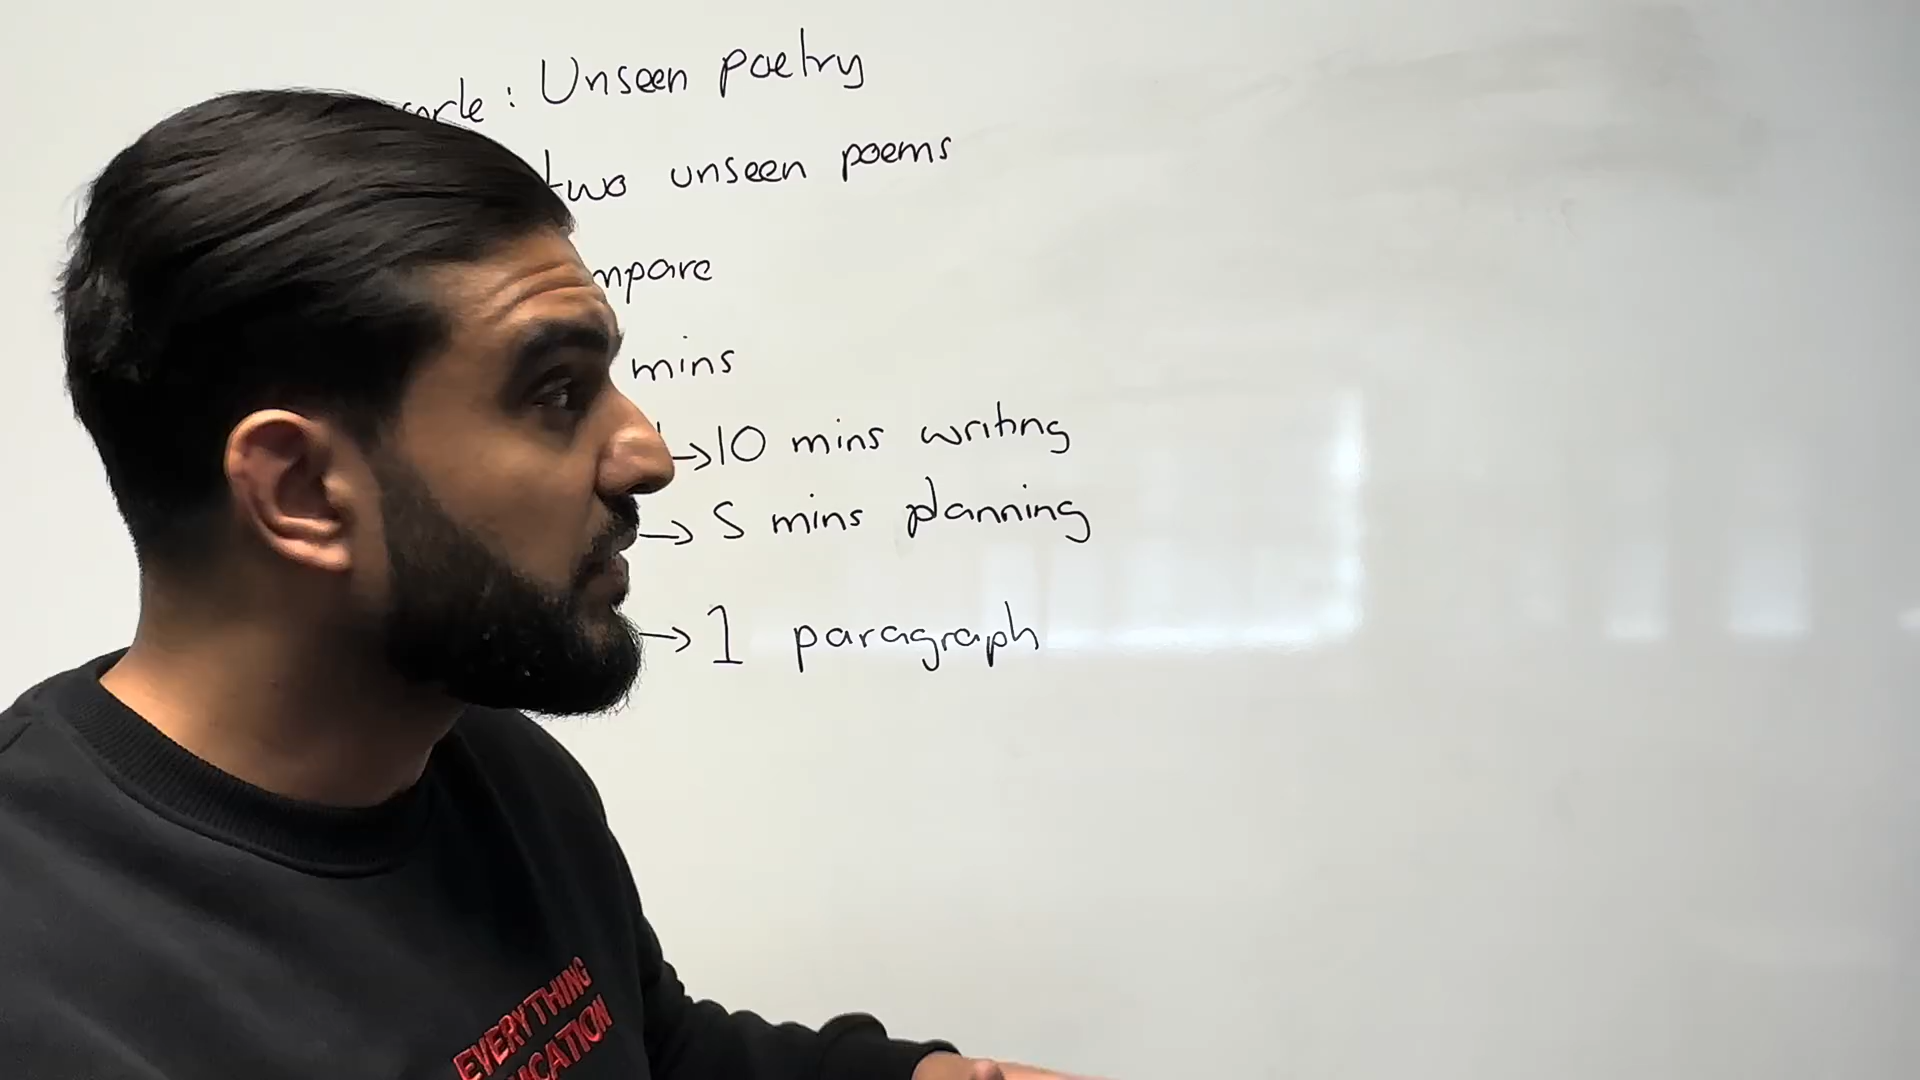 : Unseen poetry
two unseen poems
mpare
mins
→10 mins writing
→ 5 mins planning
→ 1 paragraph
EVERYTHING
UCATION